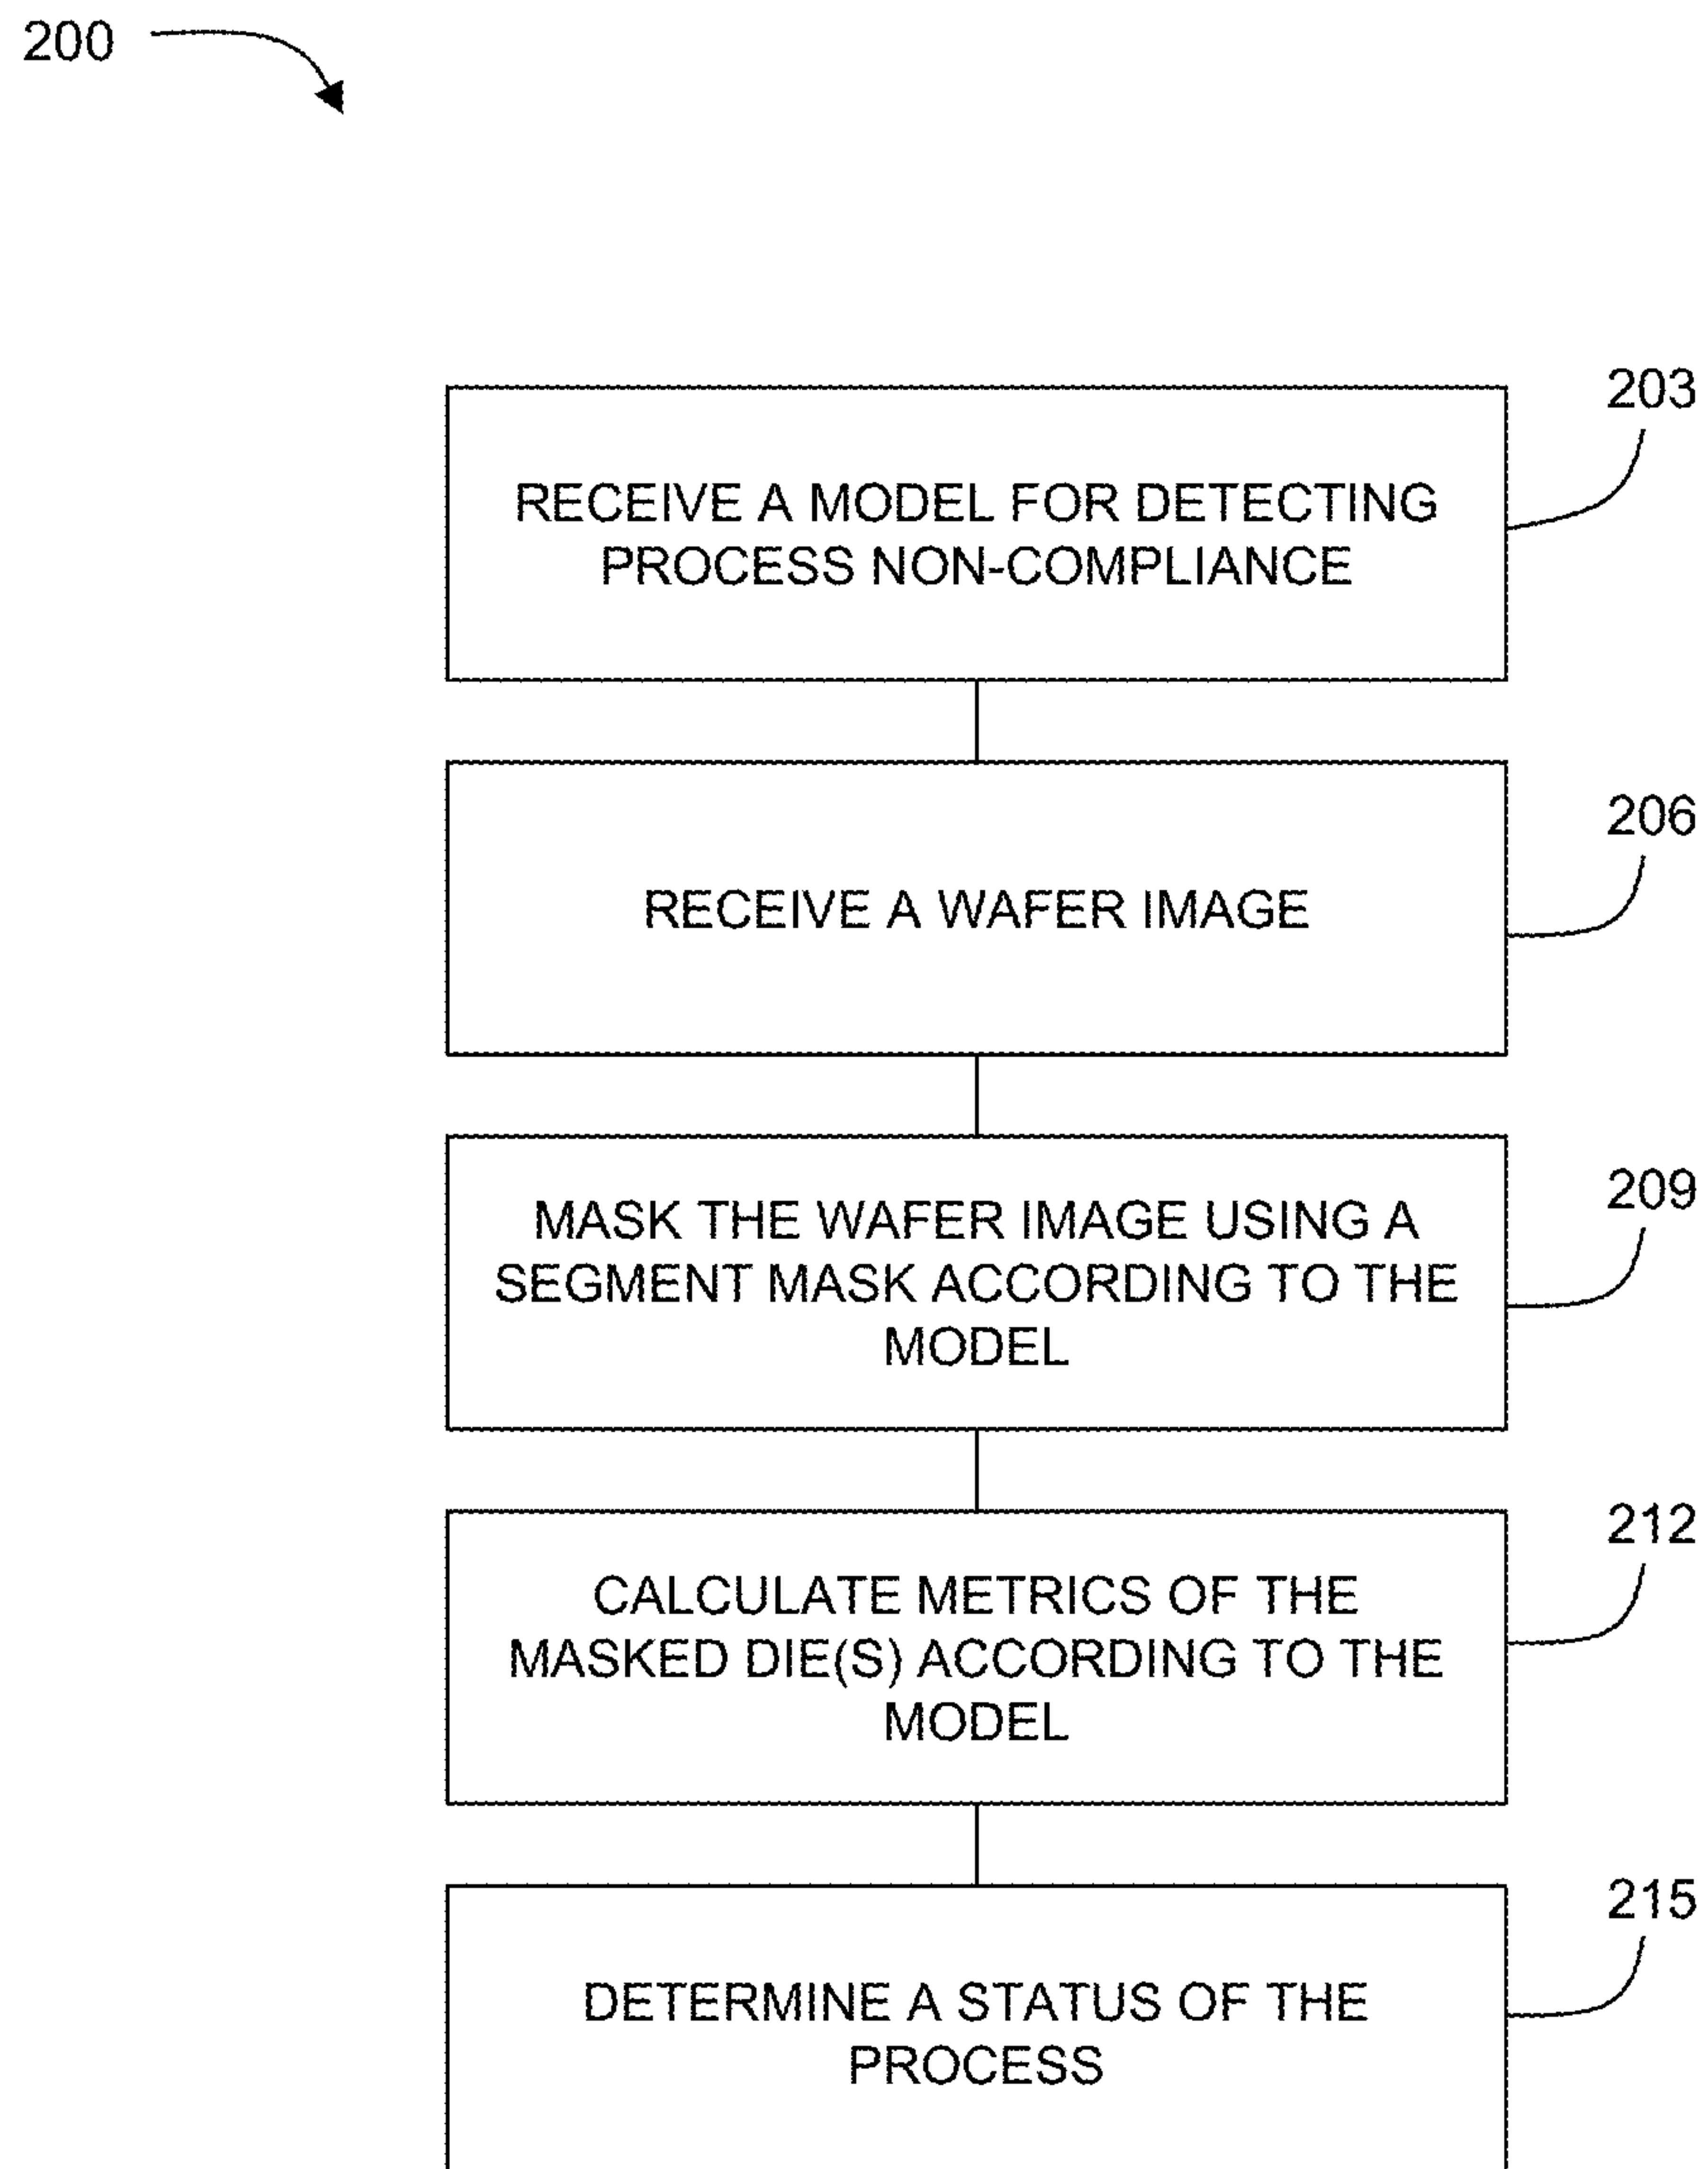 200
203
RECEIVE A MODEL FOR DETECTING
PROCESS NON-COMPLIANCE
206
RECEIVE A WAFER IMAGE
209
MASK THE WAFER IMAGE USING A
SEGMENT MASK ACCORDING TO THE
MODEL
212
CALCULATE METRICS OF THE
MASKED DIE(S) ACCORDING TO THE
MODEL
215
DETERMINE A STATUS OF THE
PROCESS